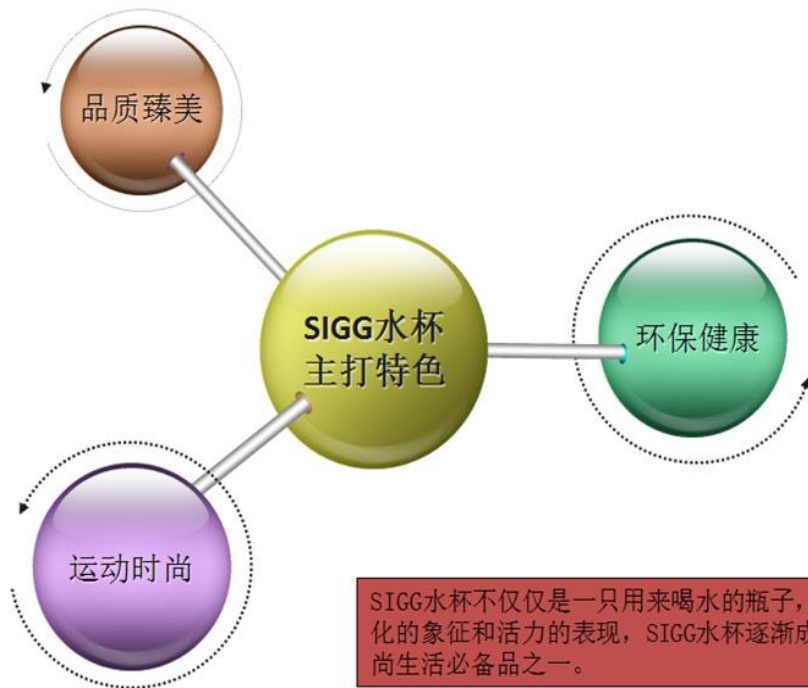 品质臻美
SIGG水杯
主打特色
环保健康
运动时尚
SIGG水杯不仅仅是一只用来喝水的瓶子，
化的象征和活力的表现，SIGG水杯逐渐成
尚生活必备品之一。